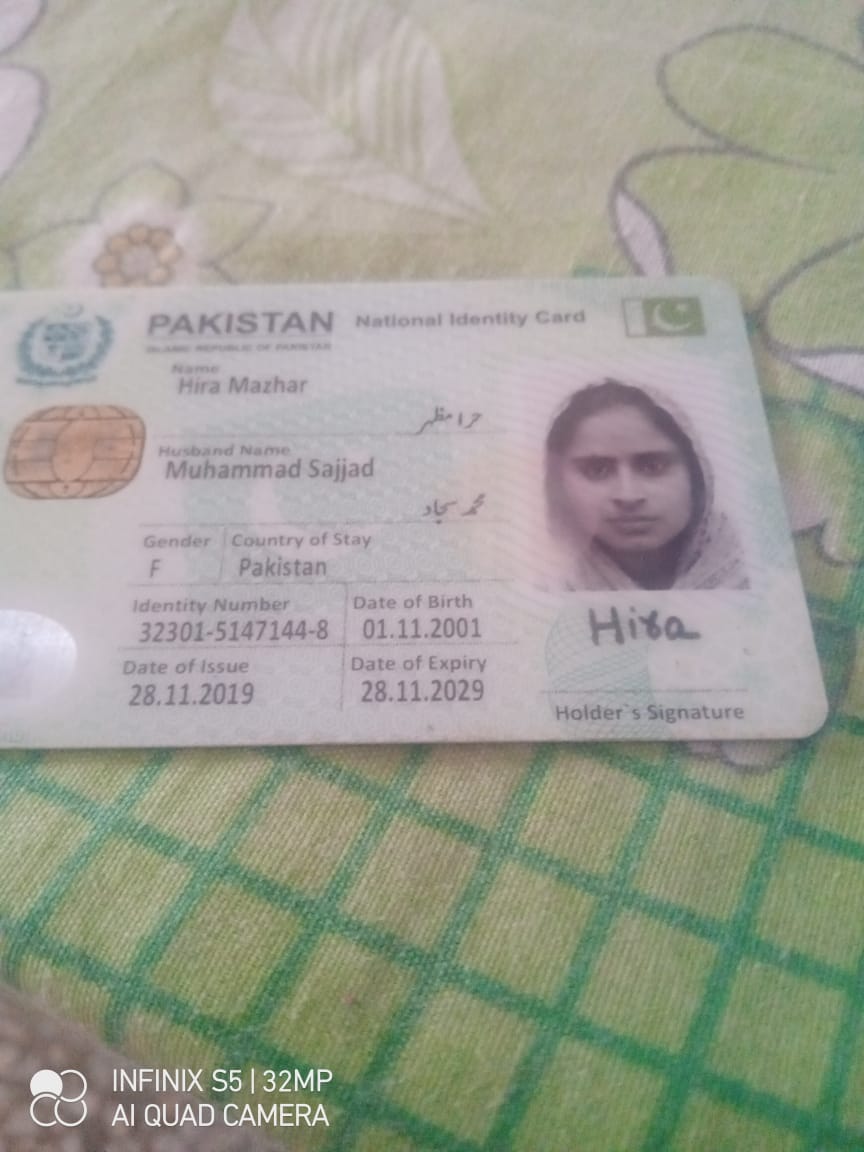 PAKISTAN National Identity Card
ISLAMIC REPUBLIC OF PAKISTAN
Name
Hira Mazhar
حرا مظہر
Husband Name
Muhammad Sajjad
محمد سجاد
Gender Country of Stay
F Pakistan
Identity Number Date of Birth
32301-5147144-8 01.11.2001
Date of Issue Date of Expiry
28.11.2019 28.11.2029
Hira
Holder`s Signature
INFINIX S5 | 32MP
AI QUAD CAMERA